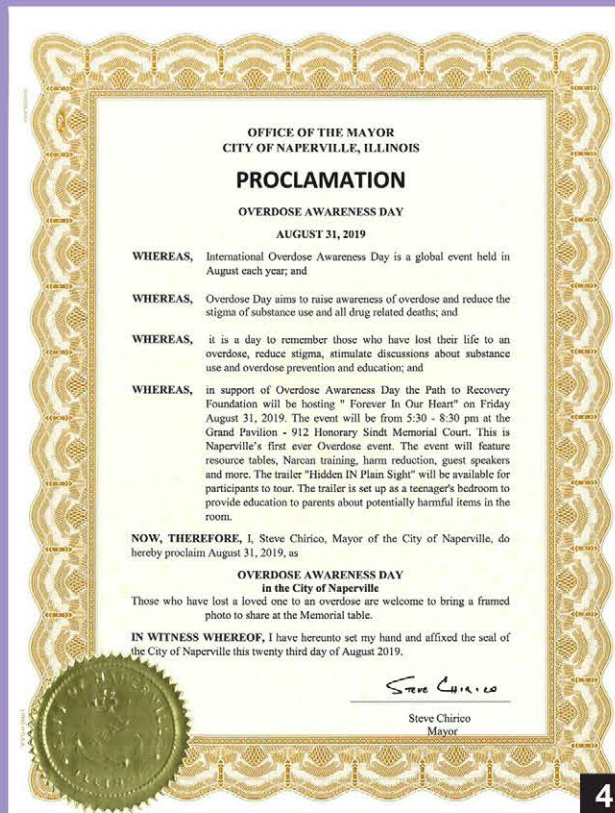 OFFICE OF THE MAYOR
CITY OF NAPERVILLE, ILLINOIS
PROCLAMATION
OVERDOSE AWARENESS DAY
AUGUST 31, 2019
WHEREAS, International Overdose Awareness Day is a global event held in
August each year; and
WHEREAS, Overdose Day aims to raise awareness of overdose and reduce the
stigma of substance use and all drug related deaths; and
WHEREAS, it is a day to remember those who have lost their life to an
overdose, reduce stigma, stimulate discussions about substance
use and overdose prevention and education; and
WHEREAS, in support of Overdose Awareness Day the Path to Recovery
Foundation will be hosting " Forever In Our Heart" on Friday
August 31, 2019. The event will be from 5:30 - 8:30 pm at the
Grand Pavilion - 912 Honorary Sindt Memorial Court. This is
Naperville's first ever Overdose event. The event will feature
resource tables, Narcan training, harm reduction, guest speakers
and more. The trailer "Hidden IN Plain Sight" will be available for
participants to tour. The trailer is set up as a teenager's bedroom to
provide education to parents about potentially harmful items in the
room.
NOW, THEREFORE, I, Steve Chirico, Mayor of the City of Naperville, do
hereby proclaim August 31, 2019, as
OVERDOSE AWARENESS DAY
in the City of Naperville
Those who have lost a loved one to an overdose are welcome to bring a framed
photo to share at the Memorial table.
IN WITNESS WHEREOF, I have hereunto set my hand and affixed the seal of
the City of Naperville this twenty third day of August 2019.
STEVE CHIRICO
Steve Chirico
Mayor
CITY OF NAPERVILLE
4